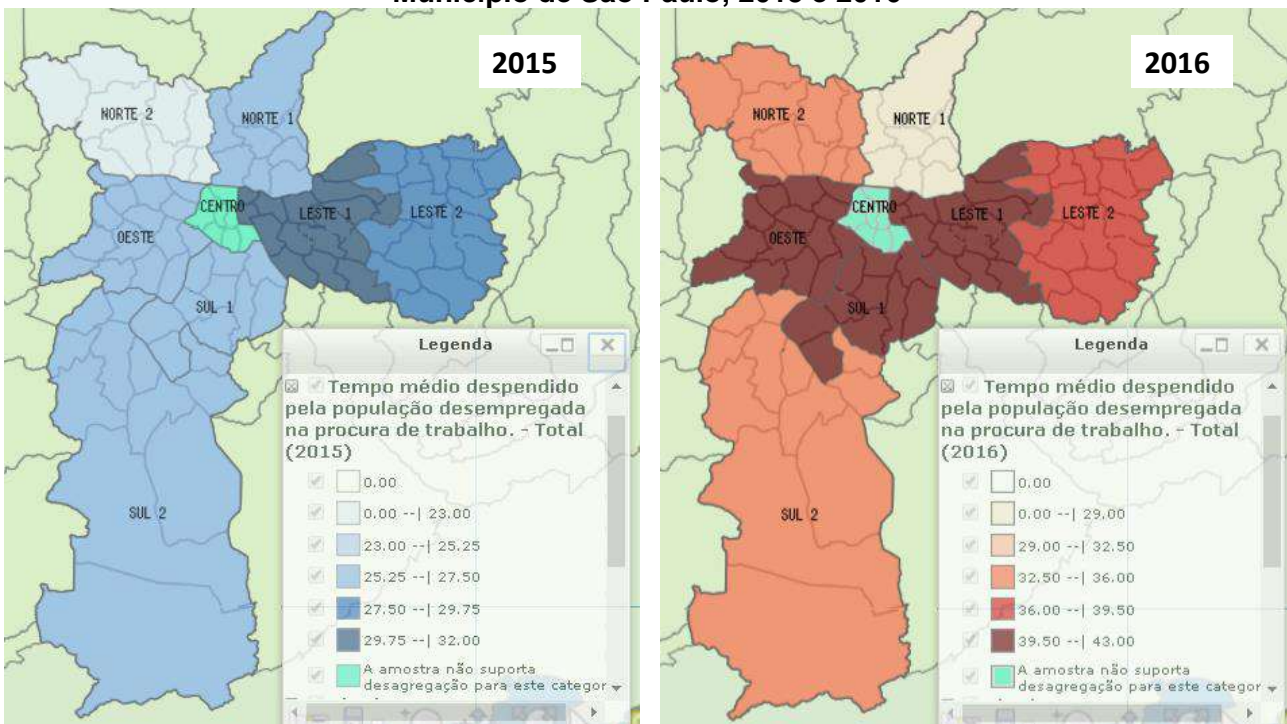 Município de São Paulo, 2015 e 2016
2015
NORTE 2
NORTE 1
CENTRO
LESTE 1
LESTE 2
OESTE
SUL 1
SUL 2
Legenda
Tempo médio despendido
pela população desempregada
na procura de trabalho. - Total
(2015)
0.00
0.00 --| 23.00
23.00 --| 25.25
25.25 --| 27.50
27.50 --| 29.75
29.75 --| 32.00
A amostra não suporta
desagregação para este categor
2016
NORTE 2
NORTE 1
CENTRO
LESTE 1
LESTE 2
OESTE
SUL 1
SUL 2
Legenda
Tempo médio despendido
pela população desempregada
na procura de trabalho. - Total
(2016)
0.00
0.00 --| 29.00
29.00 --| 32.50
32.50 --| 36.00
36.00 --| 39.50
39.50 --| 43.00
A amostra não suporta
desagregação para este categor